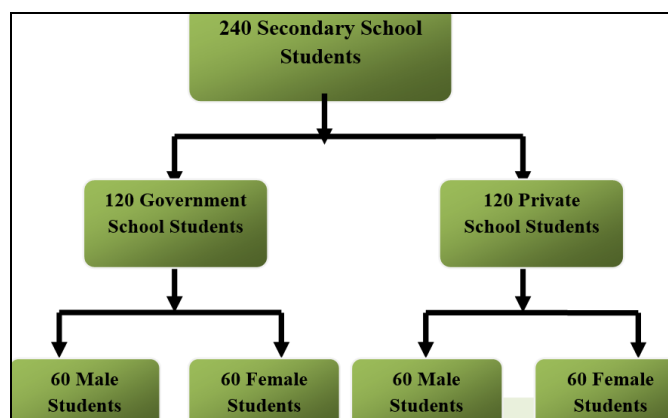 240 Secondary School
Students
120 Government
School Students
120 Private
School Students
60 Male
Students
60 Female
Students
60 Male
Students
60 Female
Students